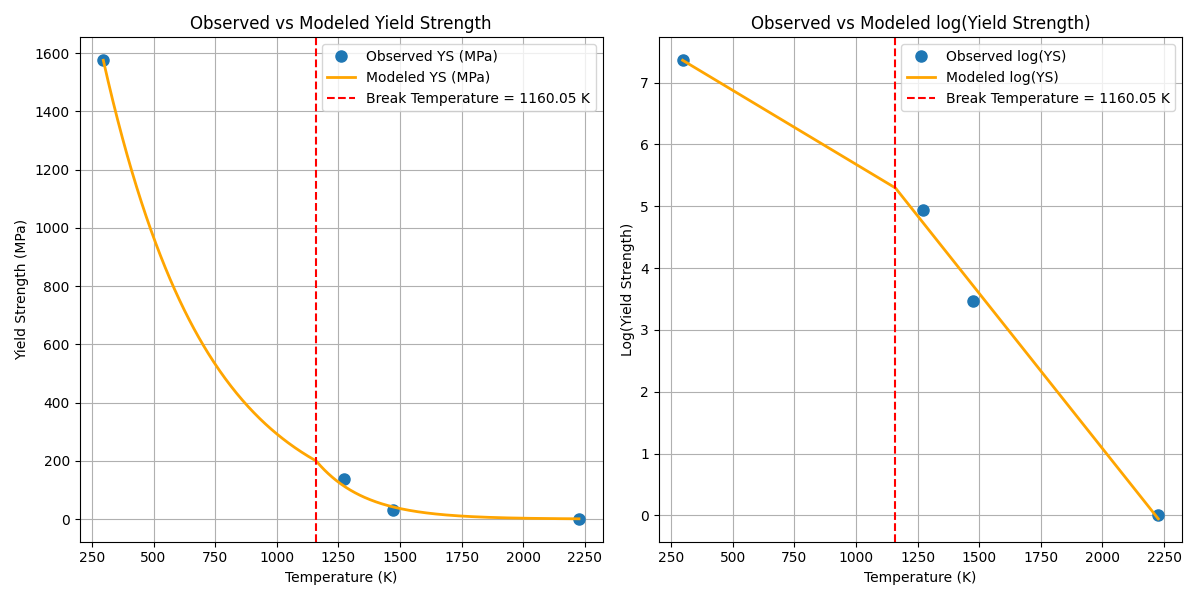 Observed vs Modeled Yield Strength
Observed YS (MPa)
Modeled YS (MPa)
Break Temperature = 1160.05 K
Yield Strength (MPa)
1600
1400
1200
1000
800
600
400
200
0
250
500
750
1000
1250
1500
1750
2000
2250
Temperature (K)
Observed vs Modeled log(Yield Strength)
Observed log(YS)
Modeled log(YS)
Break Temperature = 1160.05 K
Log(Yield Strength)
7
6
5
4
3
2
1
0
250
500
750
1000
1250
1500
1750
2000
2250
Temperature (K)